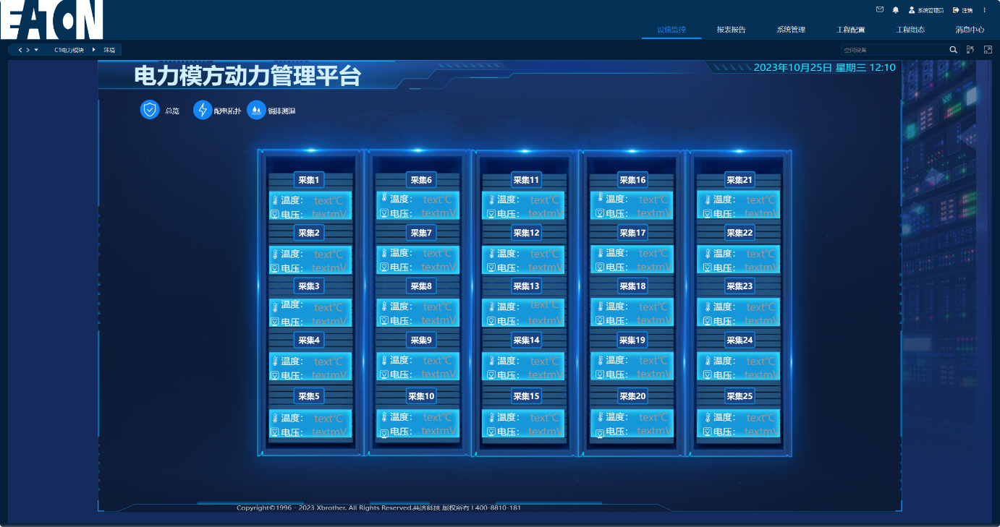 EATON
系统管理员 注销
设施监控 报表报告 系统管理 工程配置 工程组态 消息中心
C1电力模块 环境
空间设备
电力模方动力管理平台
2023年10月25日 星期三 12:10
总览 配电拓扑 铜排测温
采集1 采集6 采集11 采集16 采集21
温度: text℃ 温度: text℃ 温度: text℃ 温度: text℃ 温度: text℃
电压: textmV 电压: textmV 电压: textmV 电压: textmV 电压: textmV
采集2 采集7 采集12 采集17 采集22
温度: text℃ 温度: text℃ 温度: text℃ 温度: text℃ 温度: text℃
电压: textmV 电压: textmV 电压: textmV 电压: textmV 电压: textmV
采集3 采集8 采集13 采集18 采集23
温度: text℃ 温度: text℃ 温度: text℃ 温度: text℃ 温度: text℃
电压: textmV 电压: textmV 电压: textmV 电压: textmV 电压: textmV
采集4 采集9 采集14 采集19 采集24
温度: text℃ 温度: text℃ 温度: text℃ 温度: text℃ 温度: text℃
电压: textmV 电压: textmV 电压: textmV 电压: textmV 电压: textmV
采集5 采集10 采集15 采集20 采集25
温度: text℃ 温度: text℃ 温度: text℃ 温度: text℃ 温度: text℃
电压: textmV 电压: textmV 电压: textmV 电压: textmV 电压: textmV
Copyright©1996 - 2023 Xbrother. All Rights Reserved.共济科技 版权所有 I 400-8810-181